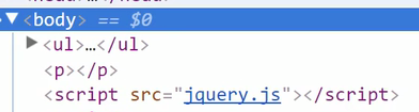 ▼<body> == $0
▶<ul>…</ul>
<p></p>
<script src="jquery.js"></script>